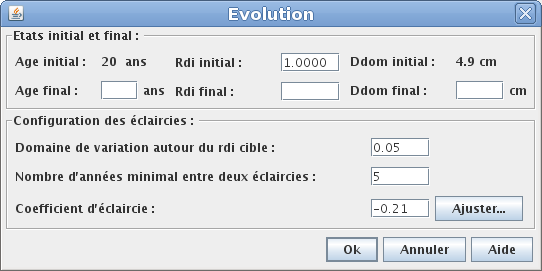 Evolution
Etats initial et final :
Age initial : 20 ans Rdi initial : 1.0000 Ddom initial : 4.9 cm
Age final : ans Rdi final : Ddom final : cm
Configuration des éclaircies :
Domaine de variation autour du rdi cible : 0.05
Nombre d'années minimal entre deux éclaircies : 5
Coefficient d'éclaircie : -0.21 Ajuster...
Ok Annuler Aide